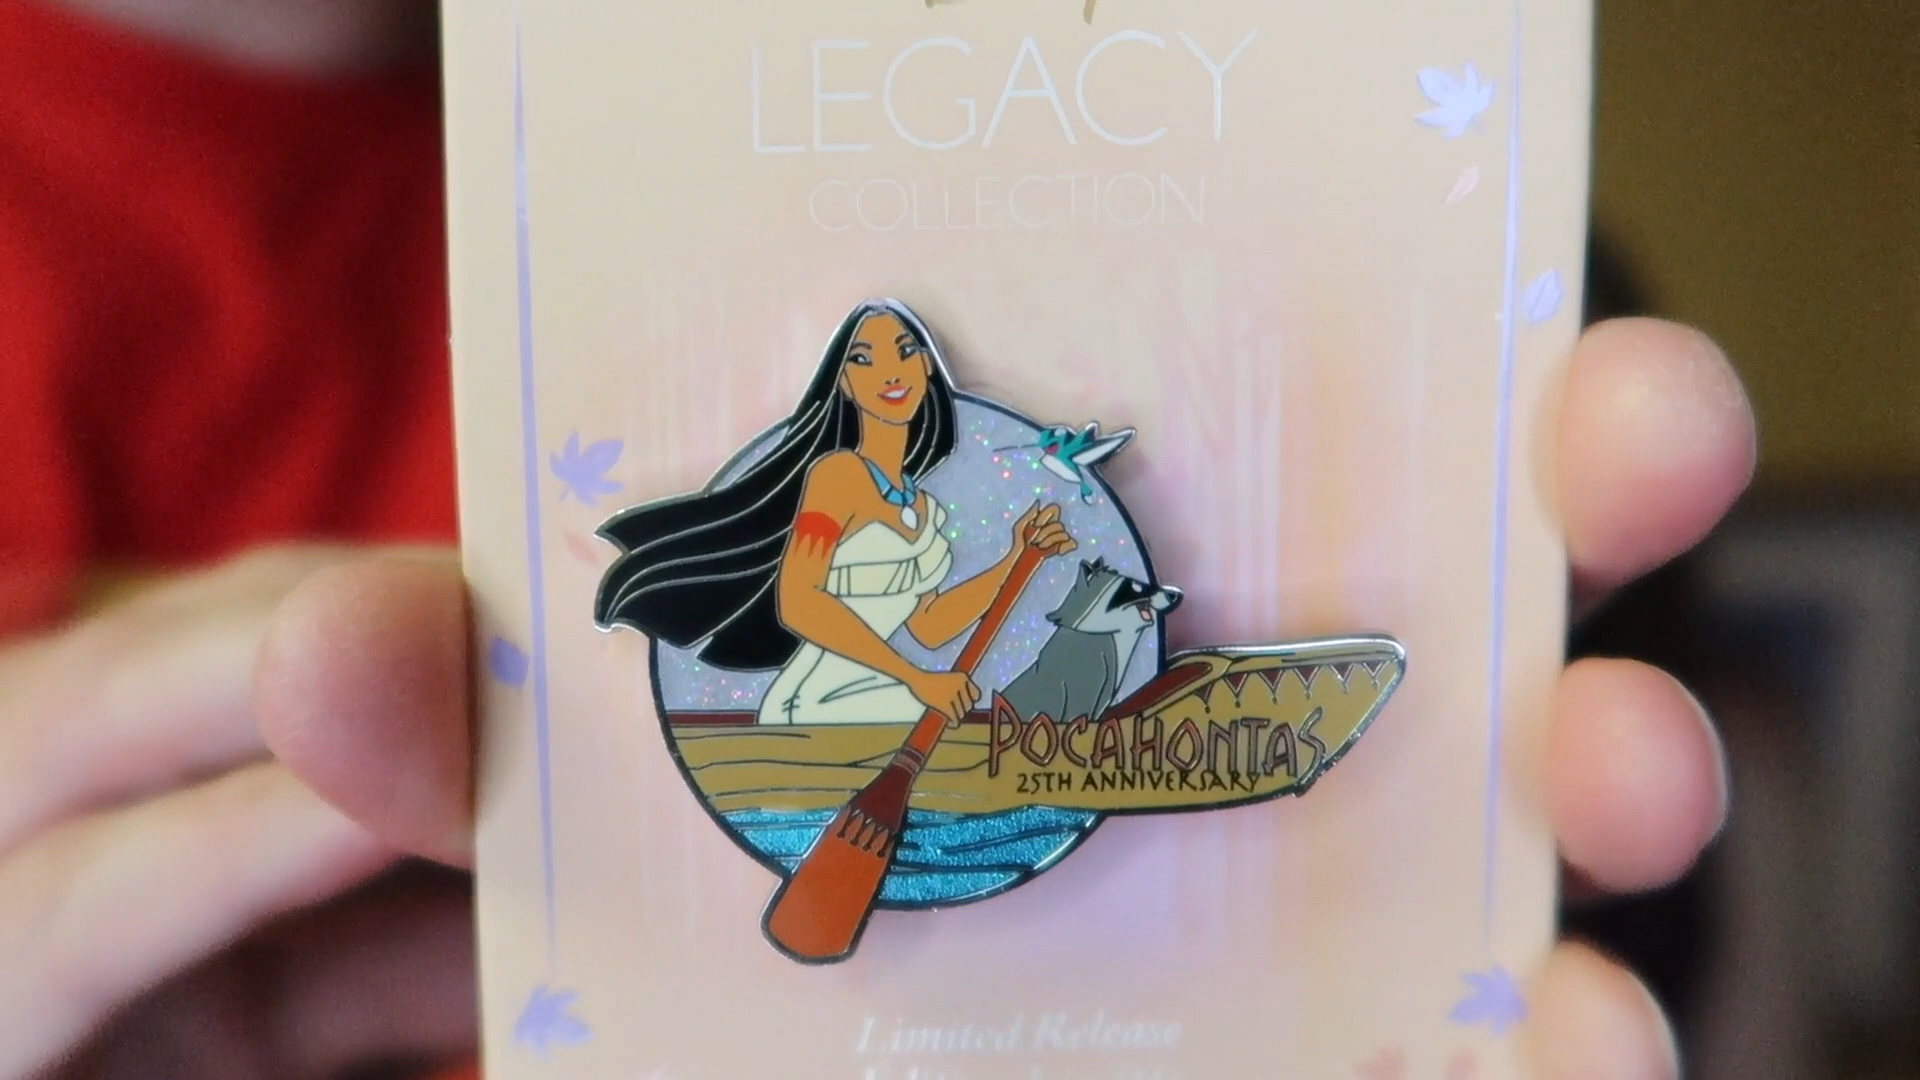 LEGACY
COLLECTION
POCAHONTAS
25TH ANNIVERSARY
Limited Release